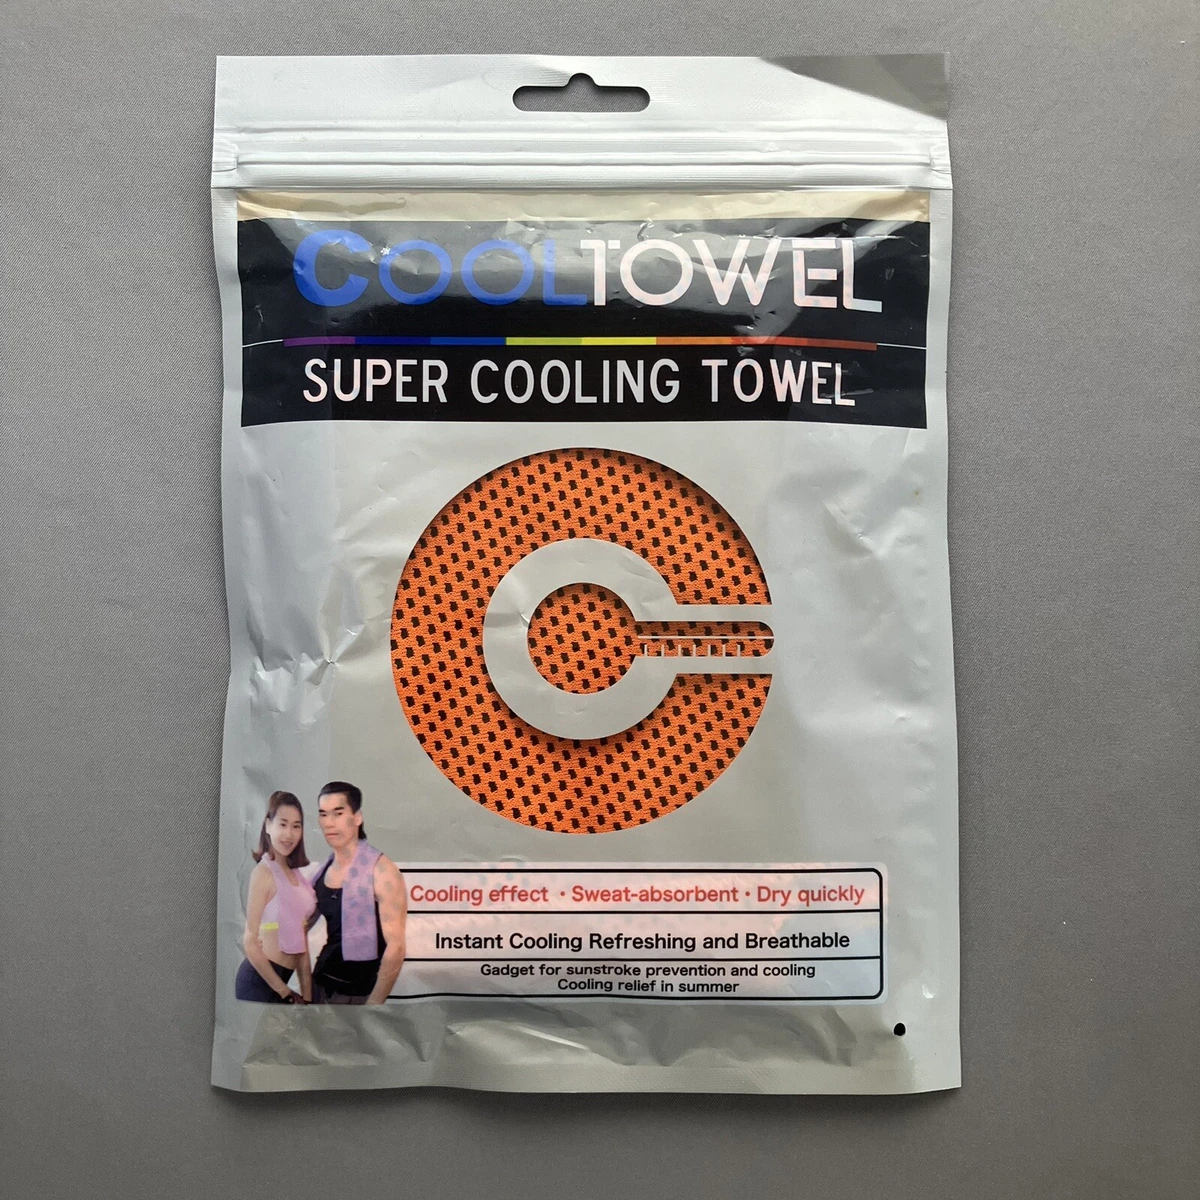 COOLTOWEL
SUPER COOLING TOWEL
Cooling effect ・Sweat-absorbent・Dry quickly
Instant Cooling Refreshing and Breathable
Gadget for sunstroke prevention and cooling
Cooling relief in summer